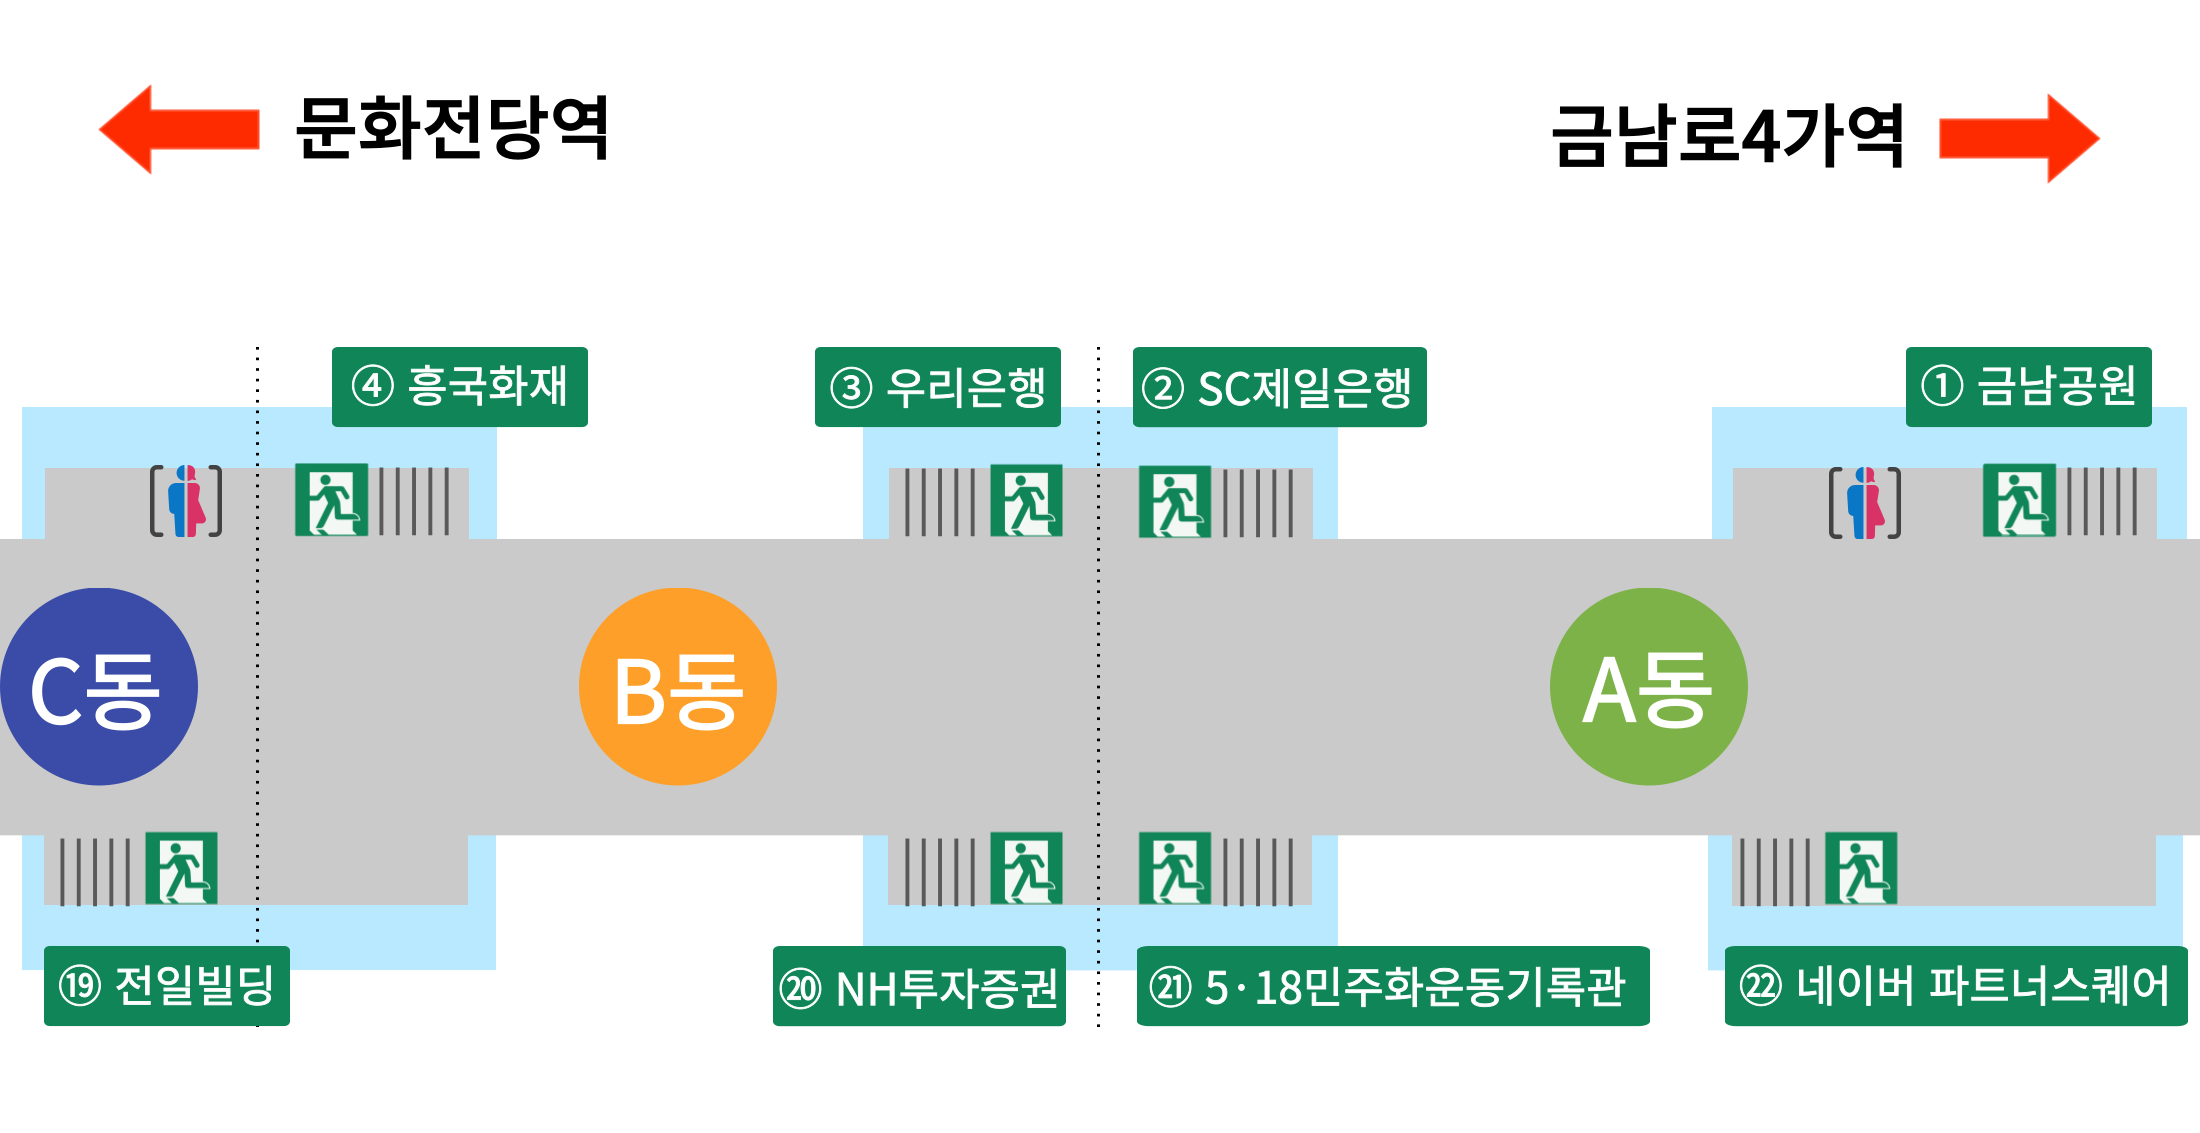 문화전당역
금남로4가역
④ 흥국화재
③ 우리은행
② SC제일은행
① 금남공원
C동
B동
A동
⑲ 전일빌딩
⑳ NH투자증권
㉑ 5·18민주화운동기록관
㉒ 네이버 파트너스퀘어